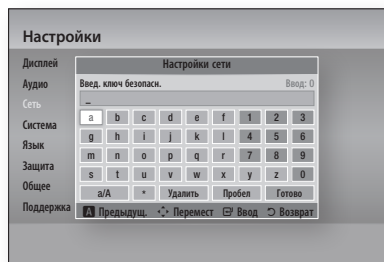 Настройки
Дисплей
Аудио
Сеть
Система
Язык
Защита
Общее
Поддержка
Настройки сети
Введ. ключ безопасн. Ввод: 0
_
a b c d e f 1 2 3
g h i j k l 4 5 6
m n o p q r 7 8 9
s t u v w x y z 0
a/A * Удалить Пробел Готово
A Предыдущ. Перемест Ввод Возврат